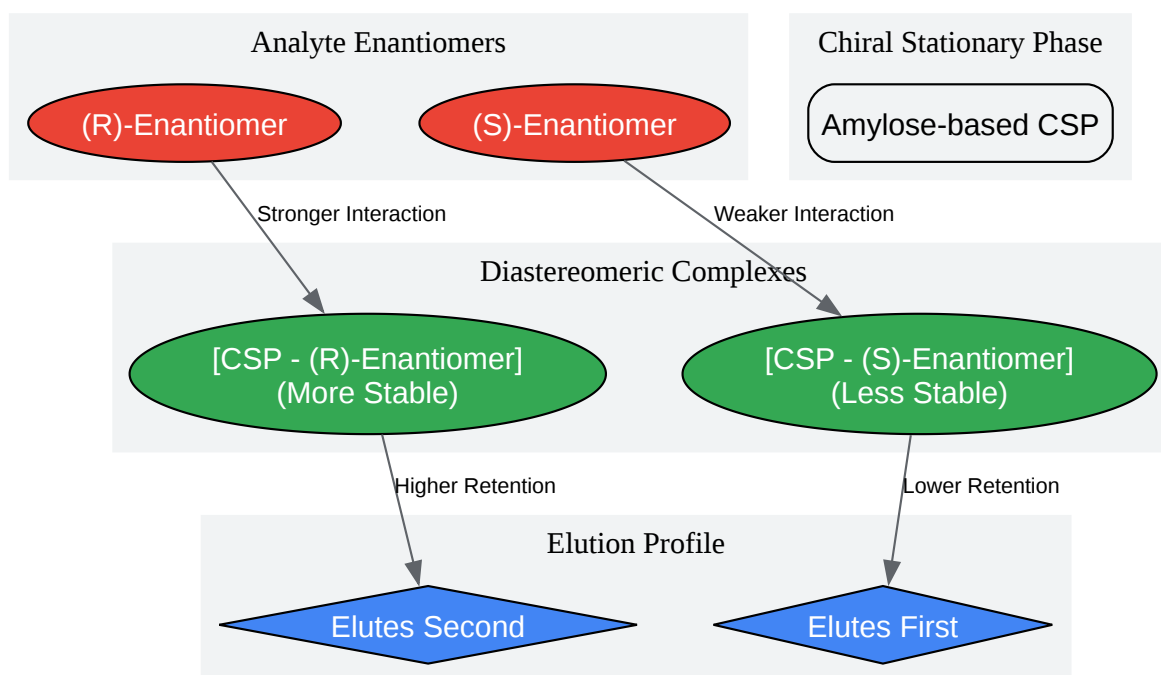 Analyte Enantiomers
Chiral Stationary Phase
(R)-Enantiomer
(S)-Enantiomer
Amylose-based CSP
Stronger Interaction
Weaker Interaction
Diastereomeric Complexes
[CSP - (R)-Enantiomer]
(More Stable)
[CSP - (S)-Enantiomer]
(Less Stable)
Higher Retention
Lower Retention
Elution Profile
Elutes Second
Elutes First